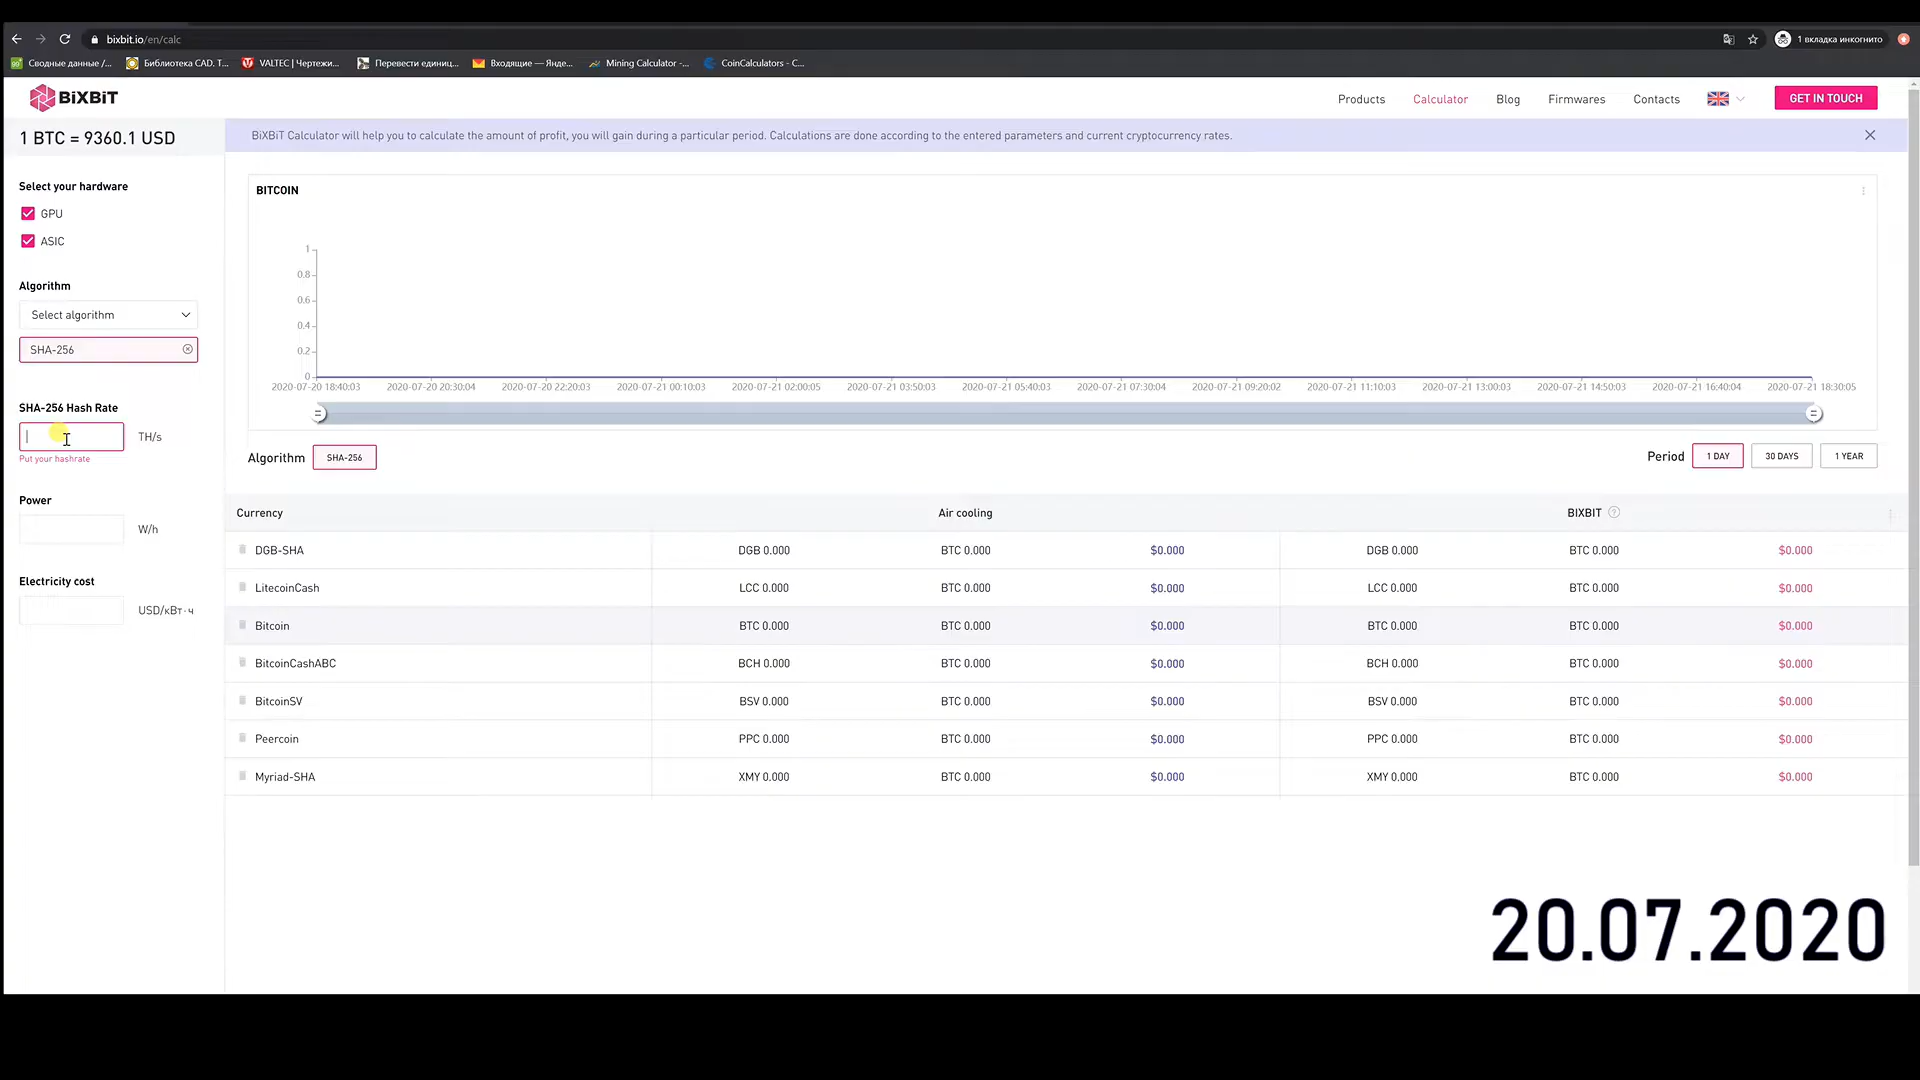 bixbit.io/en/calc
1 вкладка инкогнито
Сводные данные /...
Библиотека CAD. Т...
VALTEC | Чертежи...
Перевести единиц...
Входящие — Янде...
Mining Calculator -...
CoinCalculators - C...
BiXBiT
Products
Calculator
Blog
Firmwares
Contacts
GET IN TOUCH
1 BTC = 9360.1 USD
BiXBiT Calculator will help you to calculate the amount of profit, you will gain during a particular period. Calculations are done according to the entered parameters and current cryptocurrency rates.
Select your hardware
GPU
ASIC
Algorithm
Select algorithm
SHA-256
SHA-256 Hash Rate
TH/s
Put your hashrate
Power
W/h
Electricity cost
USD/кВт·ч
BITCOIN
1
0.8
0.6
0.4
0.2
0
2020-07-20 18:40:03 2020-07-20 20:30:04 2020-07-20 22:20:03 2020-07-21 00:10:03 2020-07-21 02:00:05 2020-07-21 03:50:03 2020-07-21 05:40:03 2020-07-21 07:30:04 2020-07-21 09:20:02 2020-07-21 11:10:03 2020-07-21 13:00:03 2020-07-21 14:50:03 2020-07-21 16:40:04 2020-07-21 18:30:05
Algorithm SHA-256
Period 1 DAY 30 DAYS 1 YEAR
Currency Air cooling BIXBIT ?
DGB-SHA DGB 0.000 BTC 0.000 $0.000 DGB 0.000 BTC 0.000 $0.000
LitecoinCash LCC 0.000 BTC 0.000 $0.000 LCC 0.000 BTC 0.000 $0.000
Bitcoin BTC 0.000 BTC 0.000 $0.000 BTC 0.000 BTC 0.000 $0.000
BitcoinCashABC BCH 0.000 BTC 0.000 $0.000 BCH 0.000 BTC 0.000 $0.000
BitcoinSV BSV 0.000 BTC 0.000 $0.000 BSV 0.000 BTC 0.000 $0.000
Peercoin PPC 0.000 BTC 0.000 $0.000 PPC 0.000 BTC 0.000 $0.000
Myriad-SHA XMY 0.000 BTC 0.000 $0.000 XMY 0.000 BTC 0.000 $0.000
20.07.2020